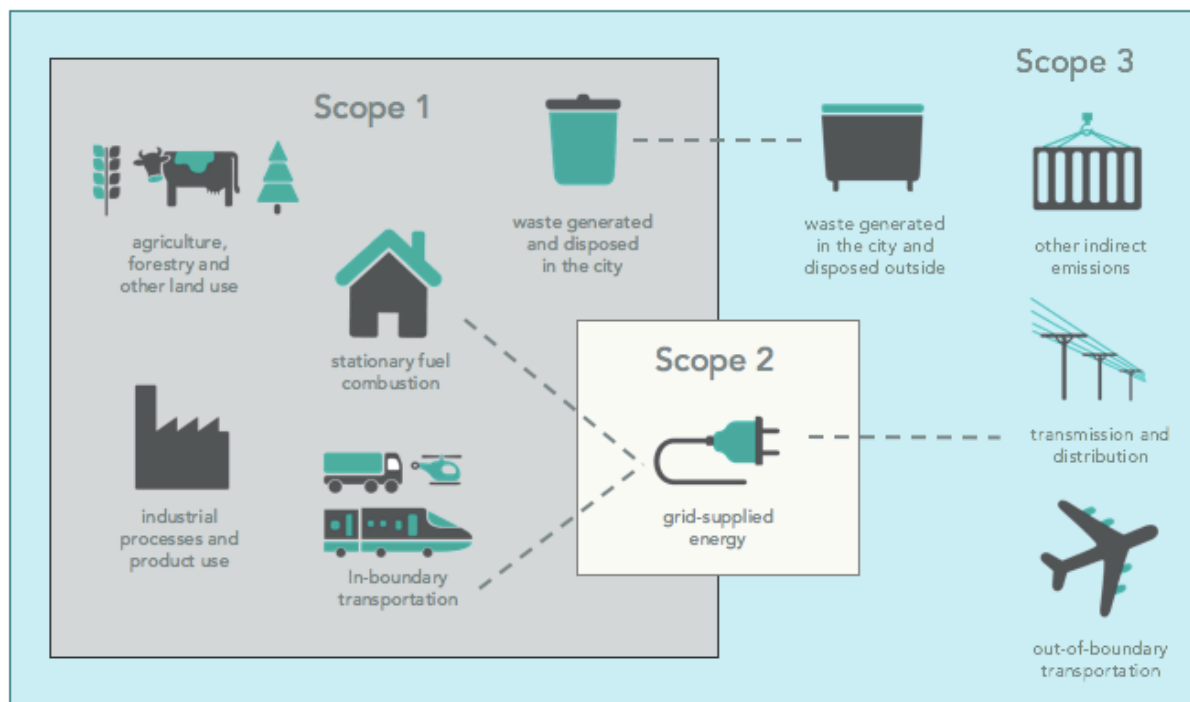 Scope 1
agriculture,
forestry and
other land use
stationary fuel
combustion
waste generated
and disposed
in the city
industrial
processes and
product use
In-boundary
transportation
Scope 2
grid-supplied
energy
Scope 3
waste generated
in the city and
disposed outside
other indirect
emissions
transmission and
distribution
out-of-boundary
transportation